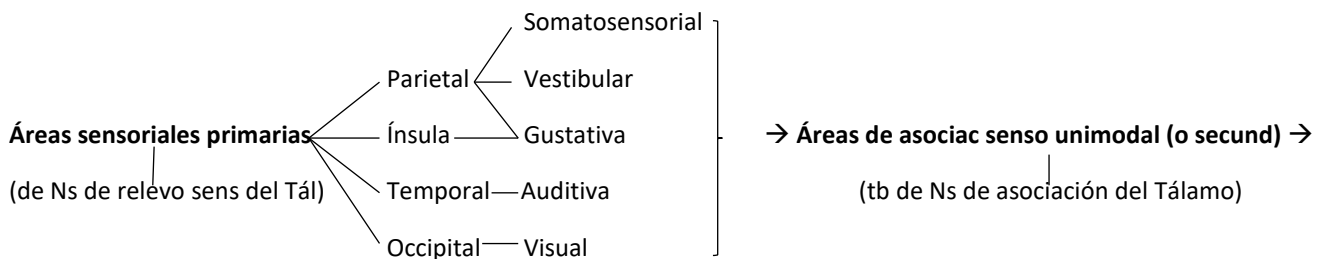 Somatosensorial
Parietal Vestibular
Áreas sensoriales primarias Ínsula Gustativa → Áreas de asociac senso unimodal (o secund) →
(de Ns de relevo sens del Tál) Temporal Auditiva (tb de Ns de asociación del Tálamo)
Occipital Visual